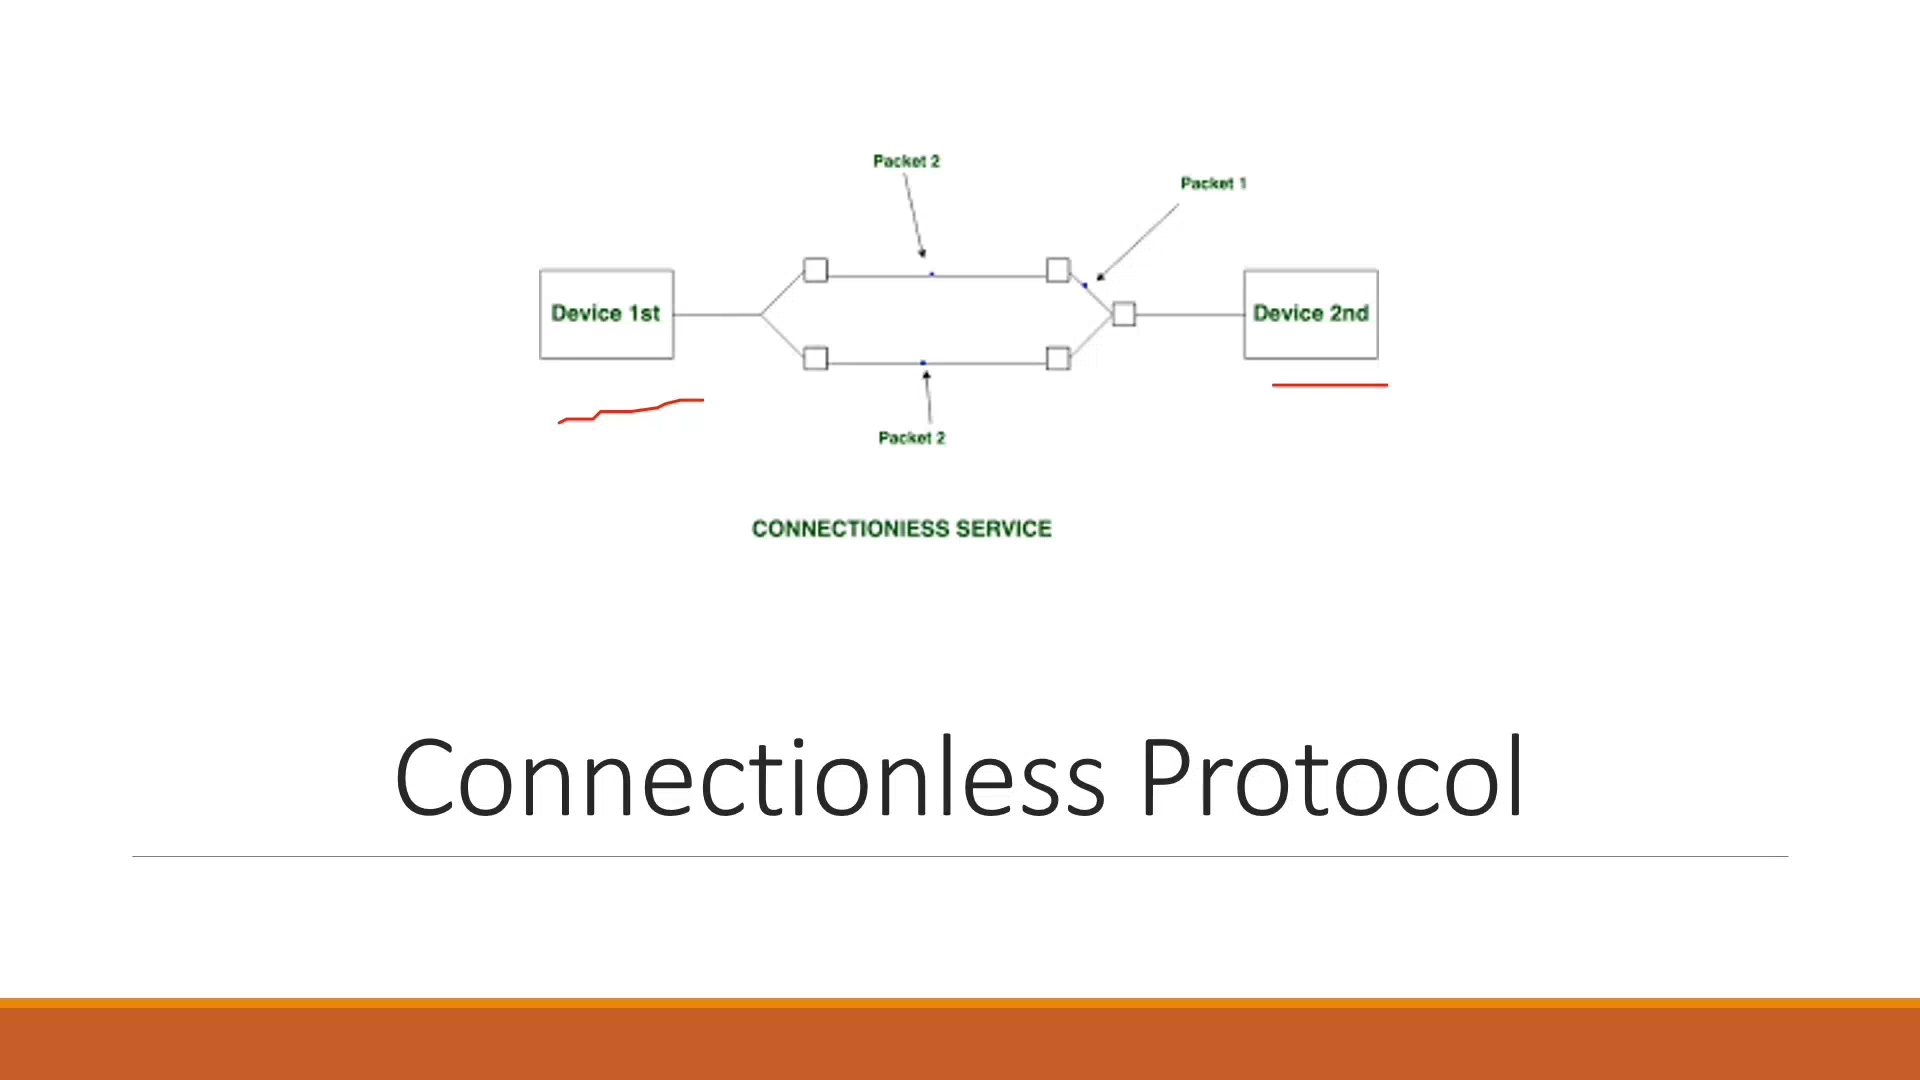 Packet 2
Packet 1
Device 1st
Device 2nd
Packet 2
CONNECTIONIESS SERVICE
Connectionless Protocol